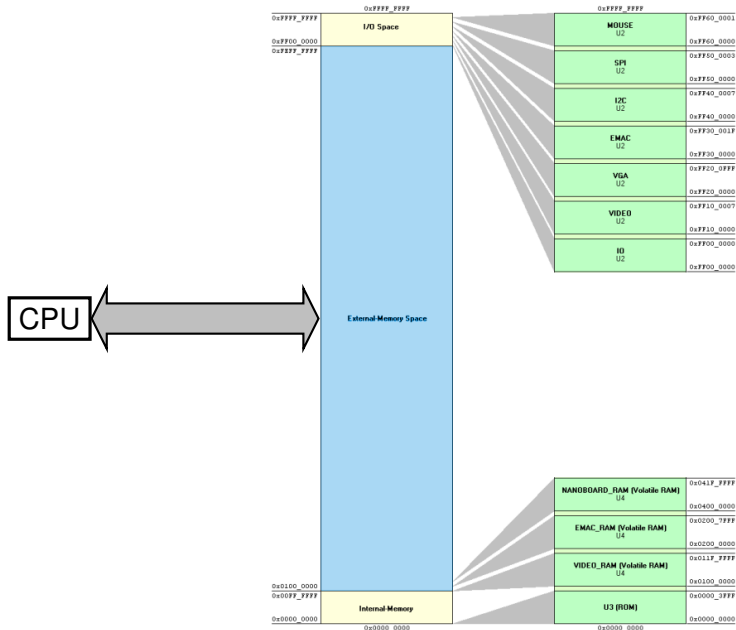 0xFFFF_FFFF
0xFFFF_FFFF
I/O Space
0xFF00_0000
0xFEFF_FFFF
CPU
External Memory Space
0x0100_0000
0x00FF_FFFF
Internal Memory
0x0000_0000
0x0000_0000
0xFFFF_FFFF
0xFF60_0001
MOUSE
U2
0xFF60_0000
0xFF50_0003
SPI
U2
0xFF50_0000
0xFF40_0007
I2C
U2
0xFF40_0000
0xFF30_001F
EMAC
U2
0xFF30_0000
0xFF20_0FFF
VGA
U2
0xFF20_0000
0xFF10_0007
VIDEO
U2
0xFF10_0000
0xFF00_0000
IO
U2
0xFF00_0000
0x041F_FFFF
NANOBOARD_RAM (Volatile RAM)
U4
0x0400_0000
0x0200_7FFF
EMAC_RAM (Volatile RAM)
U4
0x0200_0000
0x011F_FFFF
VIDEO_RAM (Volatile RAM)
U4
0x0100_0000
0x0000_3FFF
U3 (ROM)
0x0000_0000
0x0000_0000